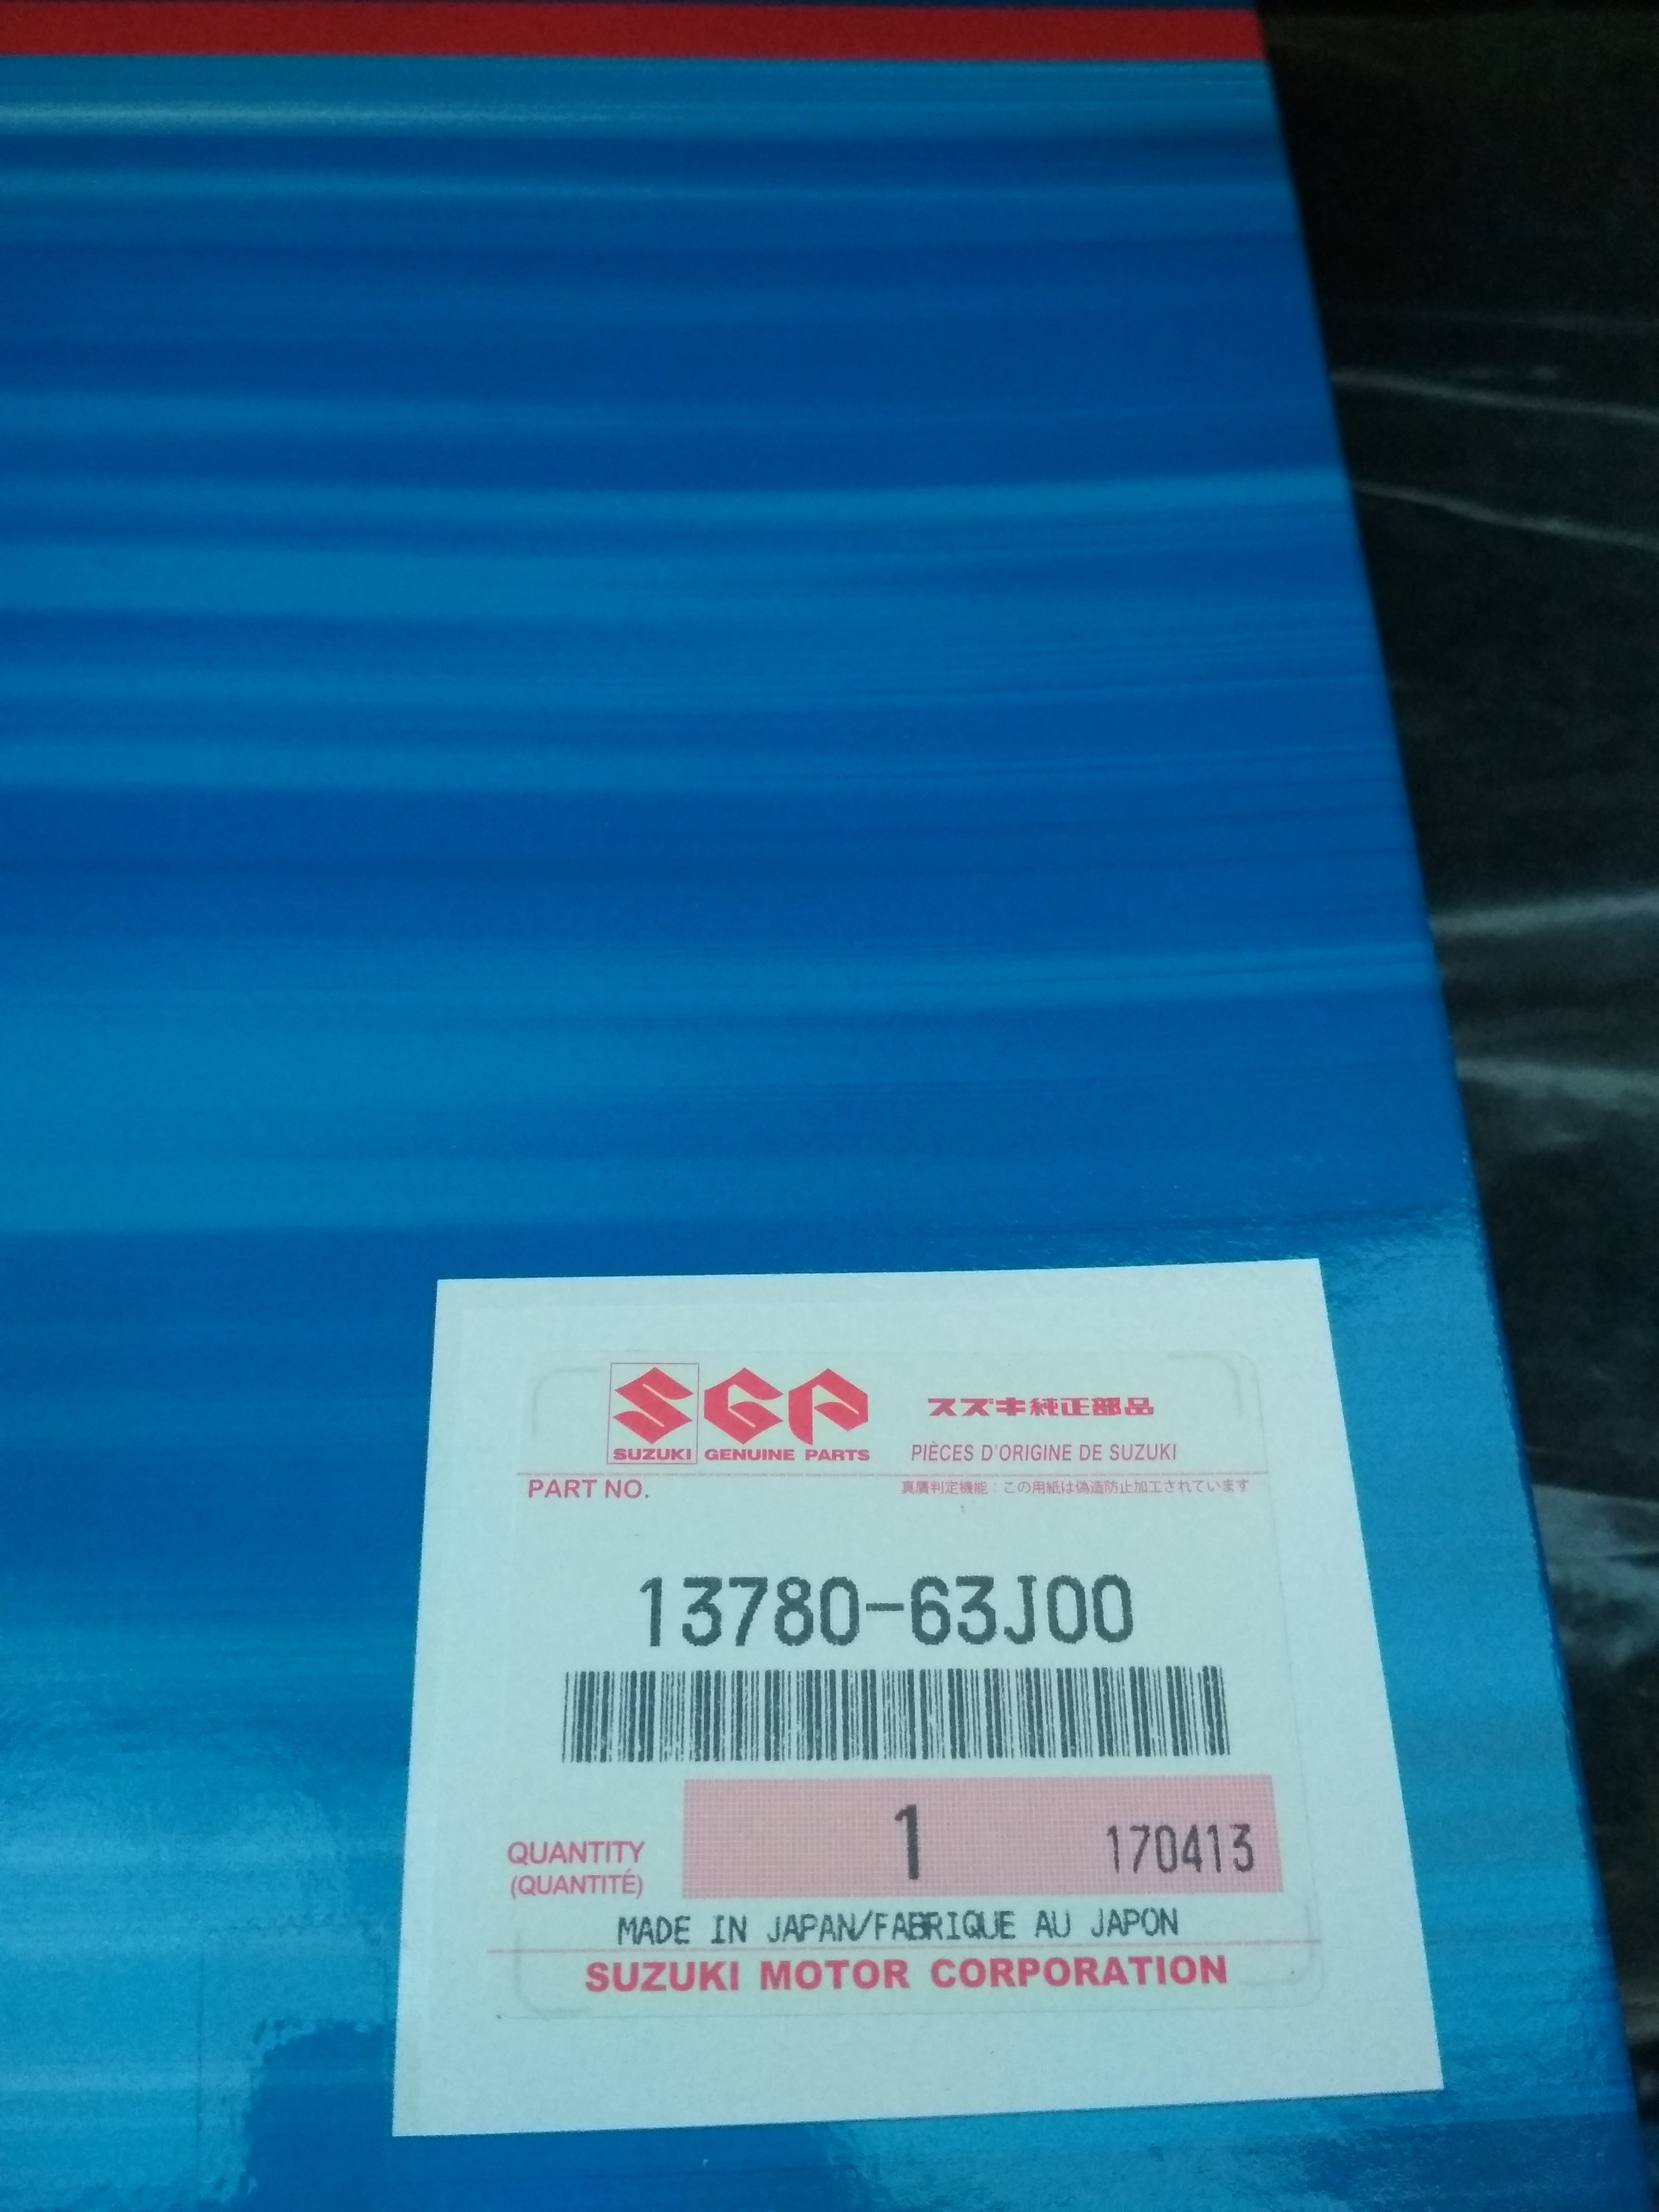 SGP
SUZUKI GENUINE PARTS
スズキ純正部品
PIÈCES D'ORIGINE DE SUZUKI
PART NO.
真贋判定機能：この用紙は偽造防止加工されています
13780-63J00
QUANTITY
(QUANTITÉ)
1
170413
MADE IN JAPAN/FABRIQUE AU JAPON
SUZUKI MOTOR CORPORATION